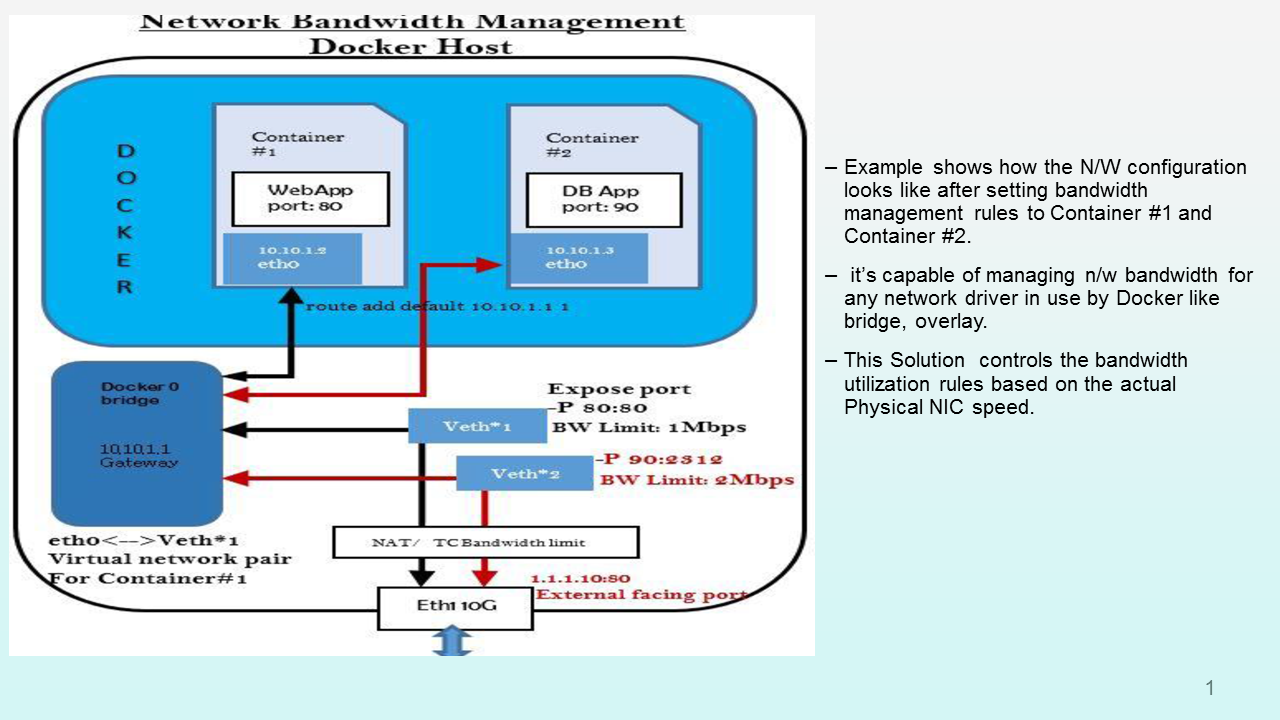 Network Bandwidth Management
Docker Host
D
O
C
K
E
R
Container
#1
WebApp
port: 80
10.10.1.2
eth0
Container
#2
DB App
port: 90
10.10.1.3
eth0
route add default 10.10.1.1 1
Docker 0
bridge
10.10.1.1
Gateway
Expose port
-P 80:80
BW Limit: 1Mbps
Veth*1
-P 90:2312
BW Limit: 2Mbps
Veth*2
eth0<-->Veth*1
Virtual network pair
For Container#1
NAT/ TC Bandwidth limit
1.1.1.10:80
External facing port
Eth1 10G
– Example shows how the N/W configuration
looks like after setting bandwidth
management rules to Container #1 and
Container #2.
– it’s capable of managing n/w bandwidth for
any network driver in use by Docker like
bridge, overlay.
– This Solution controls the bandwidth
utilization rules based on the actual
Physical NIC speed.
1